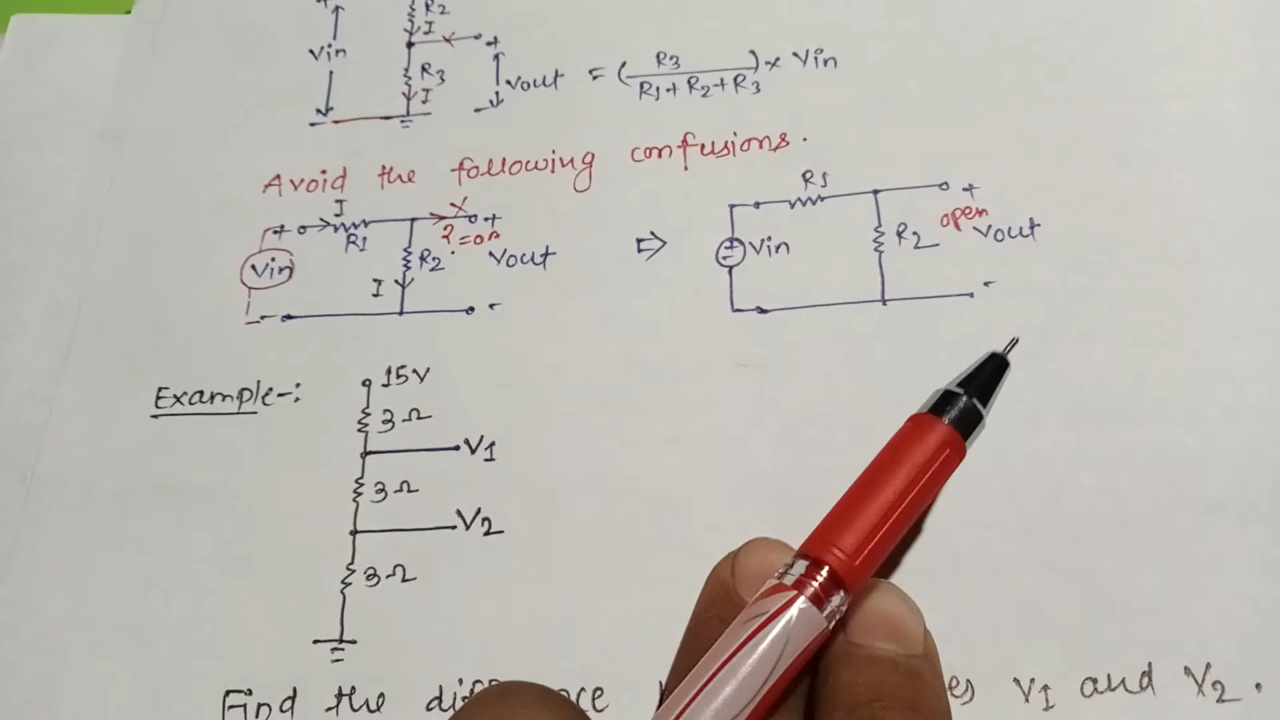 R2
I
+
Vin
R3
I
Vout = (R3 / R1+R2+R3) × Vin
Avoid the following confusions.
I
R1
Vin
R2
I
X
?=0A
+
Vout
-
⇒
R1
Vin
R2
open
+
Vout
-
Example-:
15V
3Ω
V1
3Ω
V2
3Ω
Find the es V1 and V2.